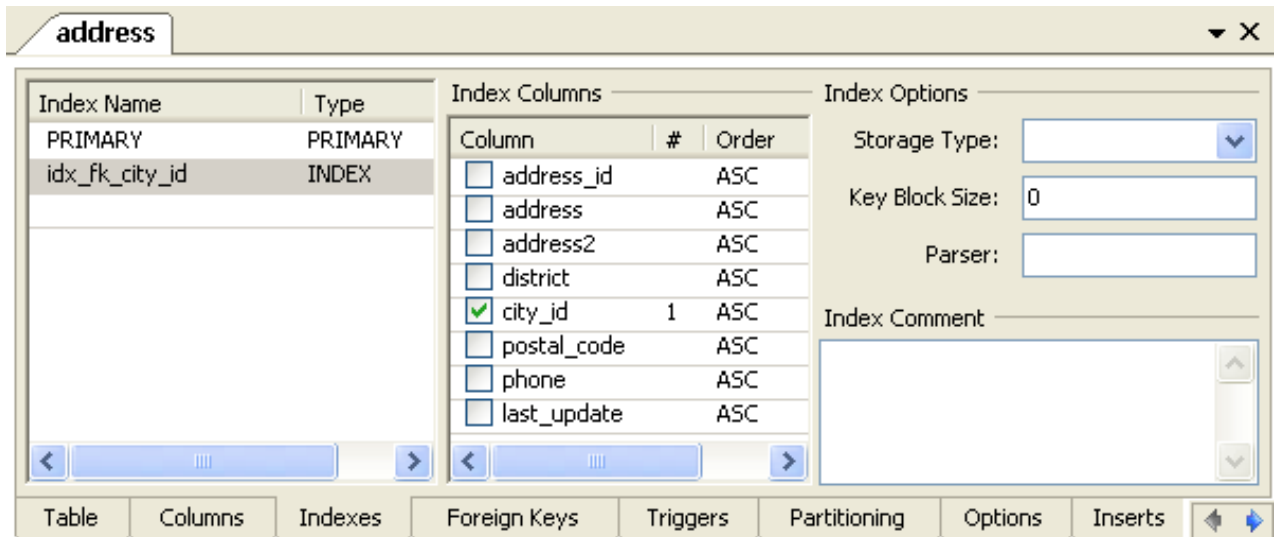 address
Index Name Type
PRIMARY PRIMARY
idx_fk_city_id INDEX
Index Columns
Column # Order
address_id ASC
address ASC
address2 ASC
district ASC
city_id 1 ASC
postal_code ASC
phone ASC
last_update ASC
Index Options
Storage Type:
Key Block Size: 0
Parser:
Index Comment
Table Columns Indexes Foreign Keys Triggers Partitioning Options Inserts